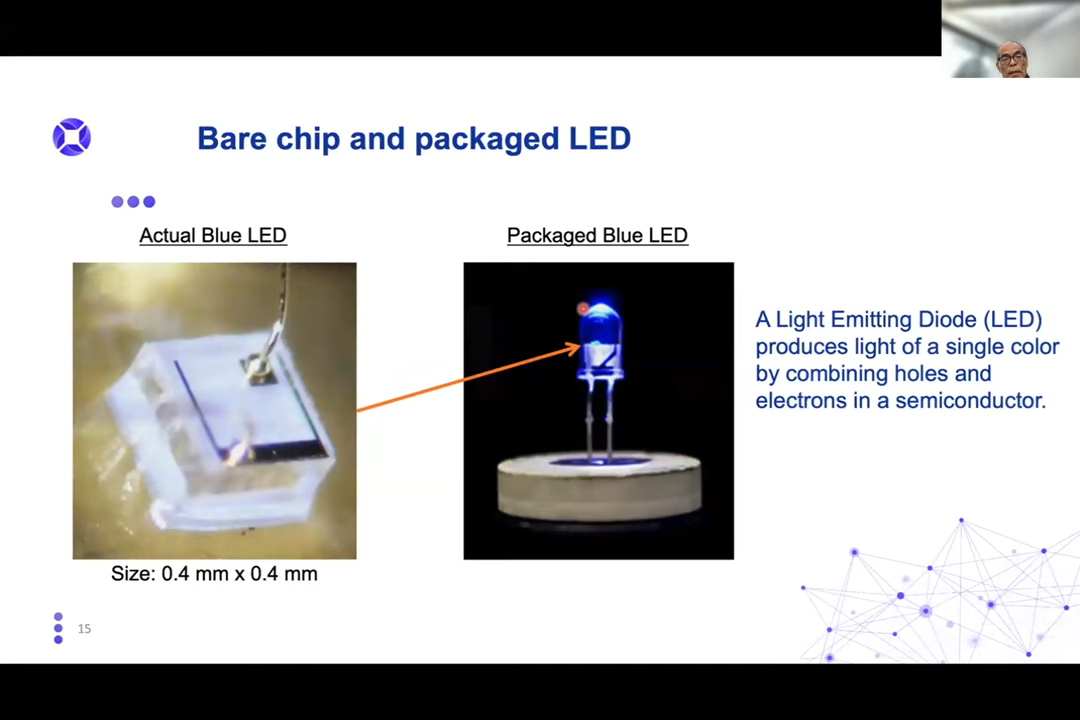 Bare chip and packaged LED
Actual Blue LED
Packaged Blue LED
A Light Emitting Diode (LED)
produces light of a single color
by combining holes and
electrons in a semiconductor.
Size: 0.4 mm x 0.4 mm
15